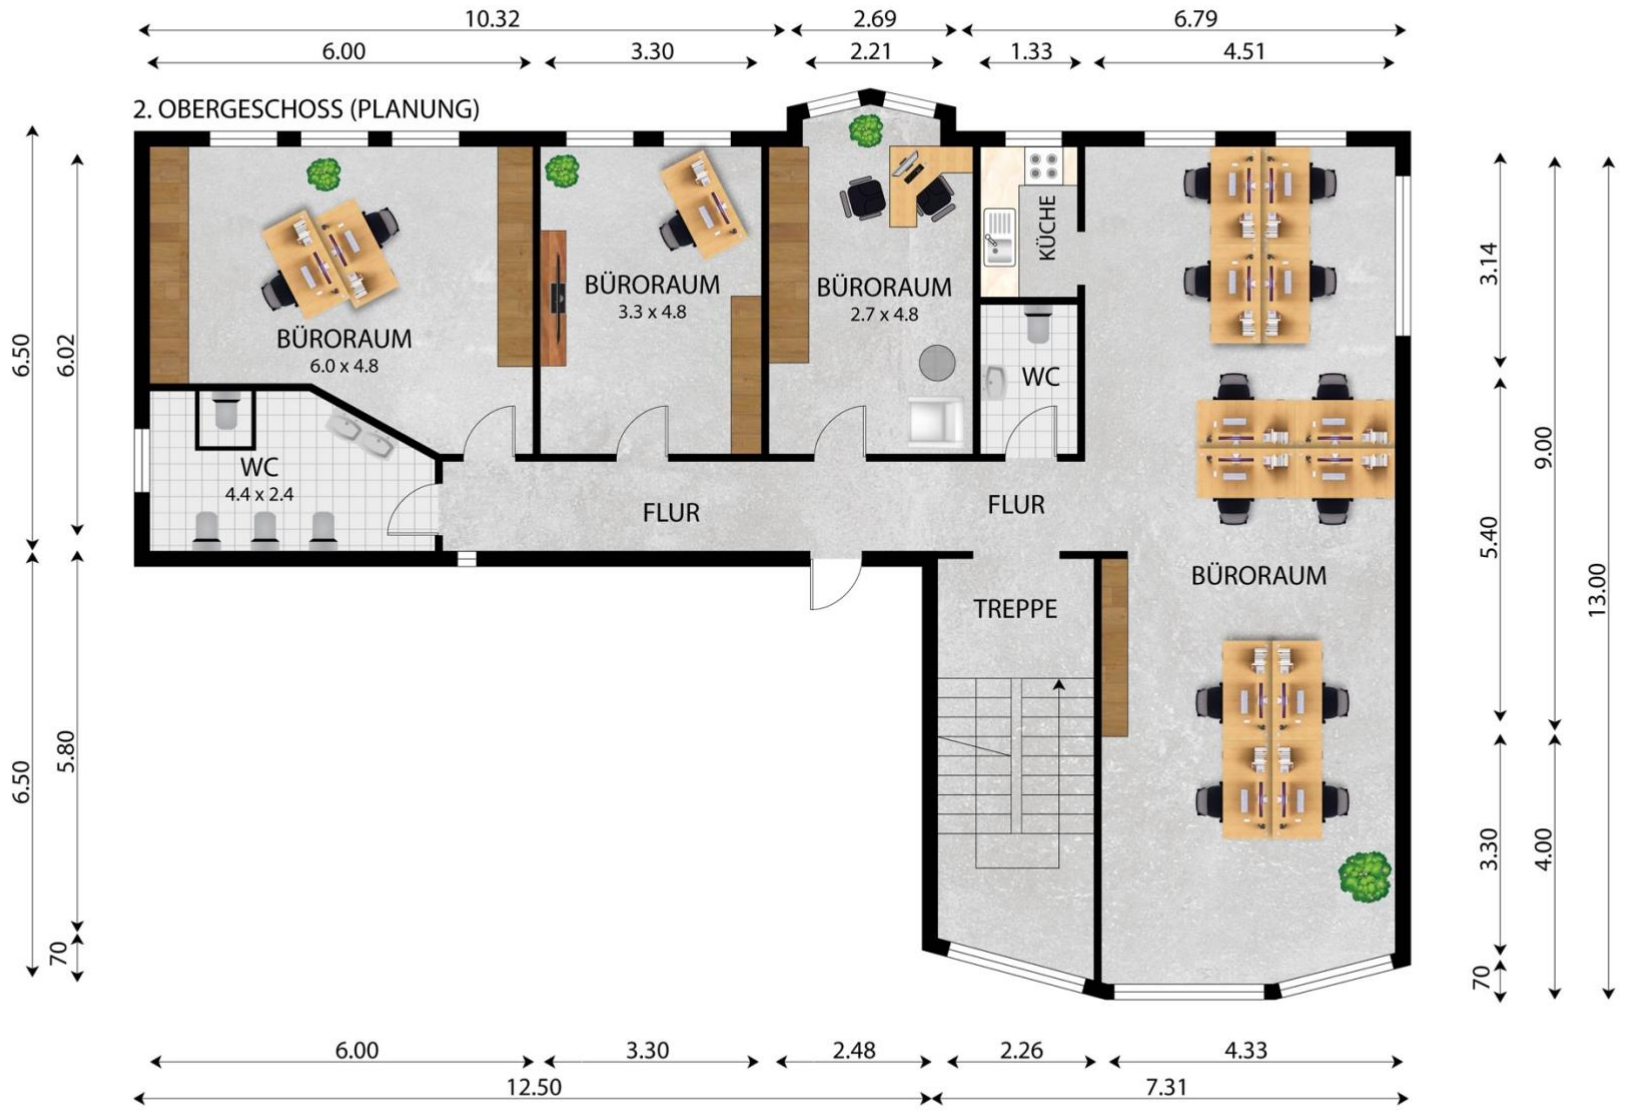 10.32 2.69 6.79
6.00 3.30 2.21 1.33 4.51
2. OBERGESCHOSS (PLANUNG)
6.50
6.02
6.50
5.80
70
BÜRORAUM
6.0 x 4.8
BÜRORAUM
3.3 x 4.8
BÜRORAUM
2.7 x 4.8
KÜCHE
WC
WC
4.4 x 2.4
FLUR
FLUR
BÜRORAUM
TREPPE
3.14
5.40
3.30
70
9.00
4.00
13.00
6.00 3.30 2.48 2.26 4.33
12.50 7.31